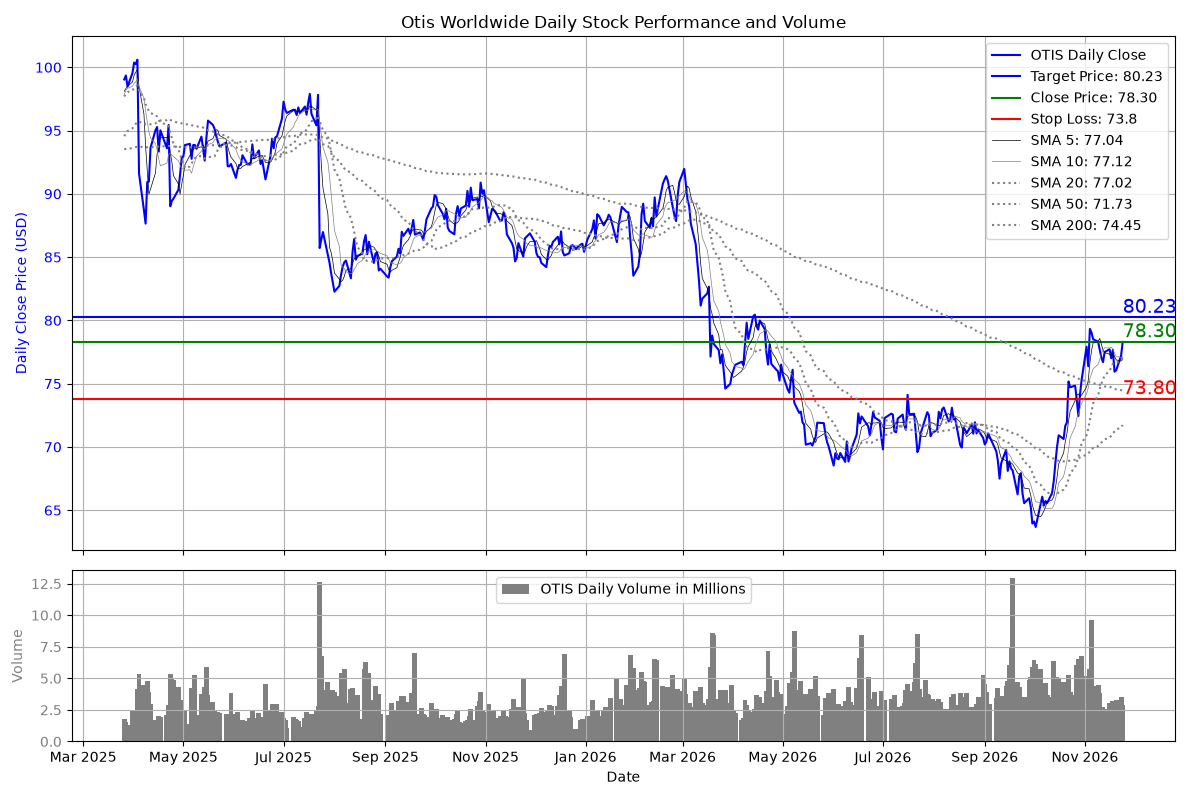 Otis Worldwide Daily Stock Performance and Volume
Daily Close Price (USD)
100
95
90
85
80
75
70
65
OTIS Daily Close
Target Price: 80.23
Close Price: 78.30
Stop Loss: 73.8
SMA 5: 77.04
SMA 10: 77.12
SMA 20: 77.02
SMA 50: 71.73
SMA 200: 74.45
80.23
78.30
73.80
Volume
12.5
10.0
7.5
5.0
2.5
0.0
OTIS Daily Volume in Millions
Mar 2025 May 2025 Jul 2025 Sep 2025 Nov 2025 Jan 2026 Mar 2026 May 2026 Jul 2026 Sep 2026 Nov 2026
Date